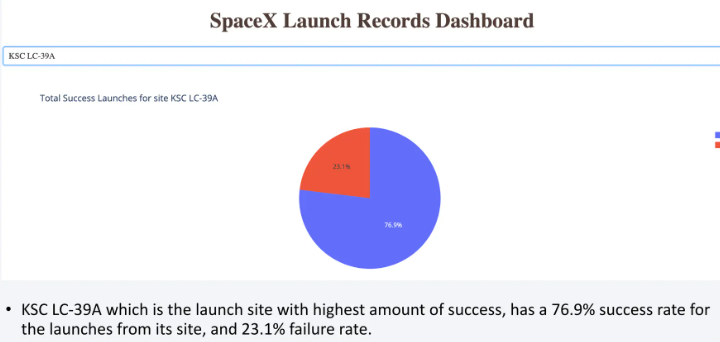 SpaceX Launch Records Dashboard
KSC LC-39A
Total Success Launches for site KSC LC-39A
23.1%
76.9%
• KSC LC-39A which is the launch site with highest amount of success, has a 76.9% success rate for
the launches from its site, and 23.1% failure rate.